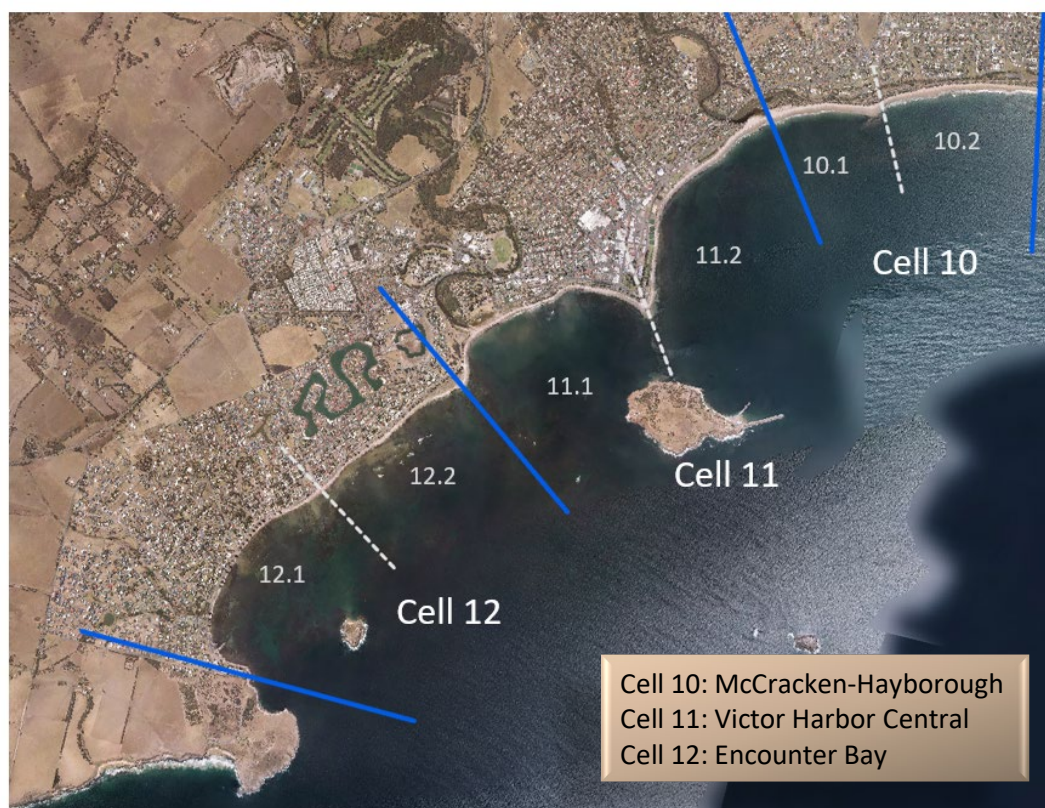 10.1
10.2
11.2
Cell 10
11.1
Cell 11
12.2
12.1
Cell 12
Cell 10: McCracken-Hayborough
Cell 11: Victor Harbor Central
Cell 12: Encounter Bay